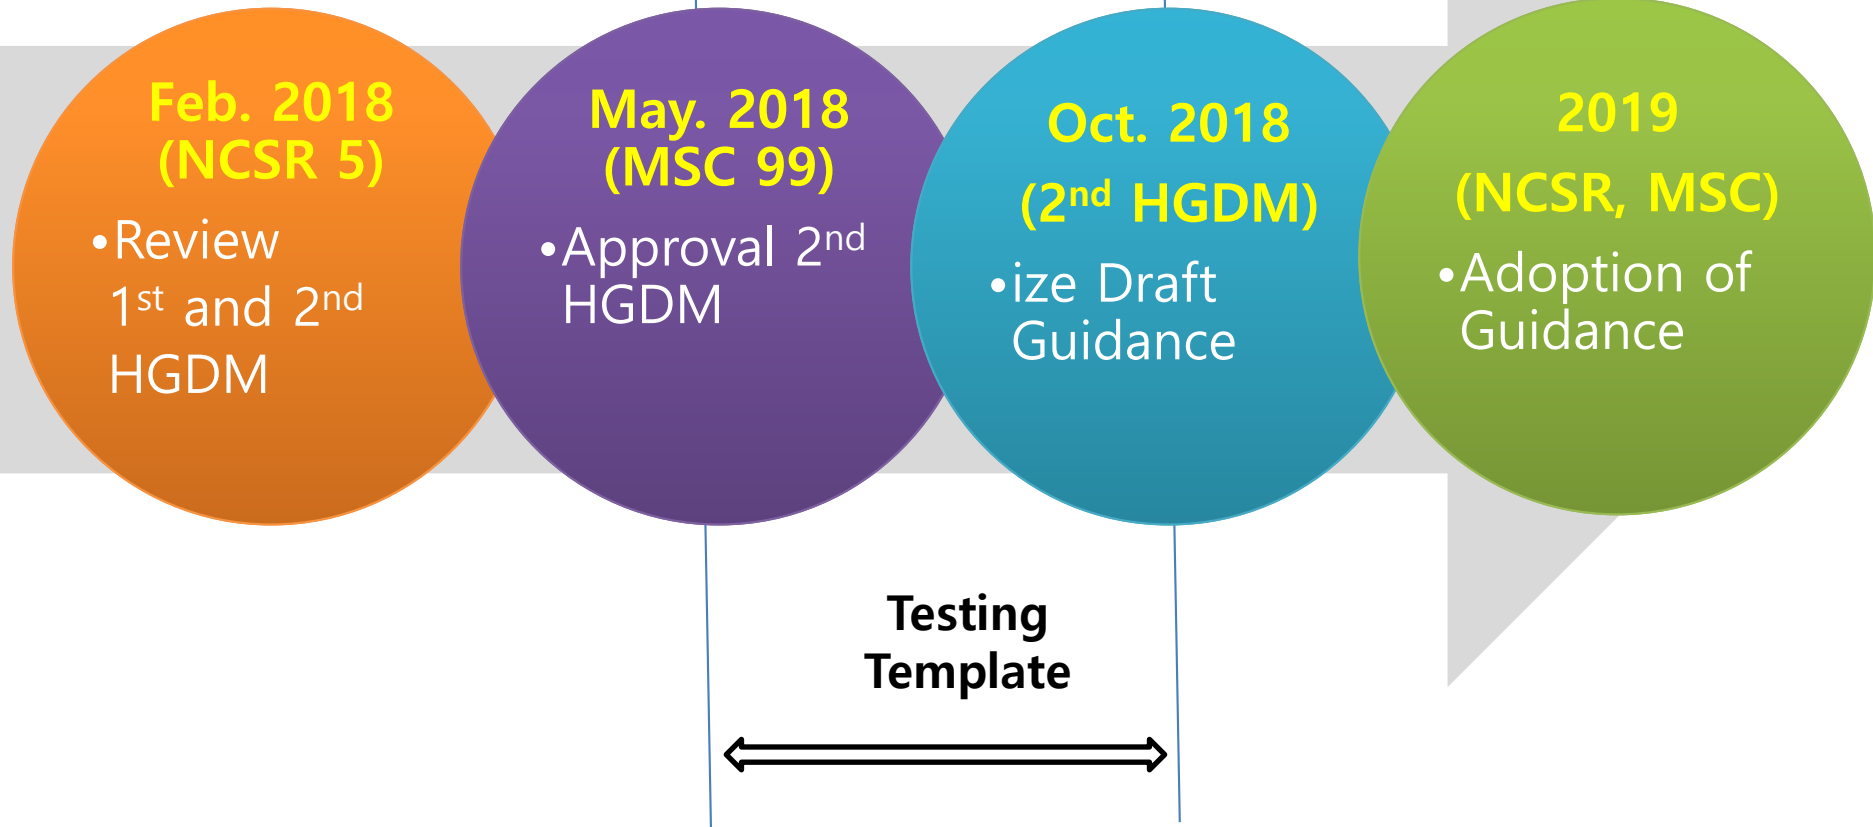 Feb. 2018
(NCSR 5)
•Review
1st and 2nd
HGDM
May. 2018
(MSC 99)
•Approval 2nd
HGDM
Oct. 2018
(2nd HGDM)
•ize Draft
Guidance
2019
(NCSR, MSC)
•Adoption of
Guidance
Testing
Template